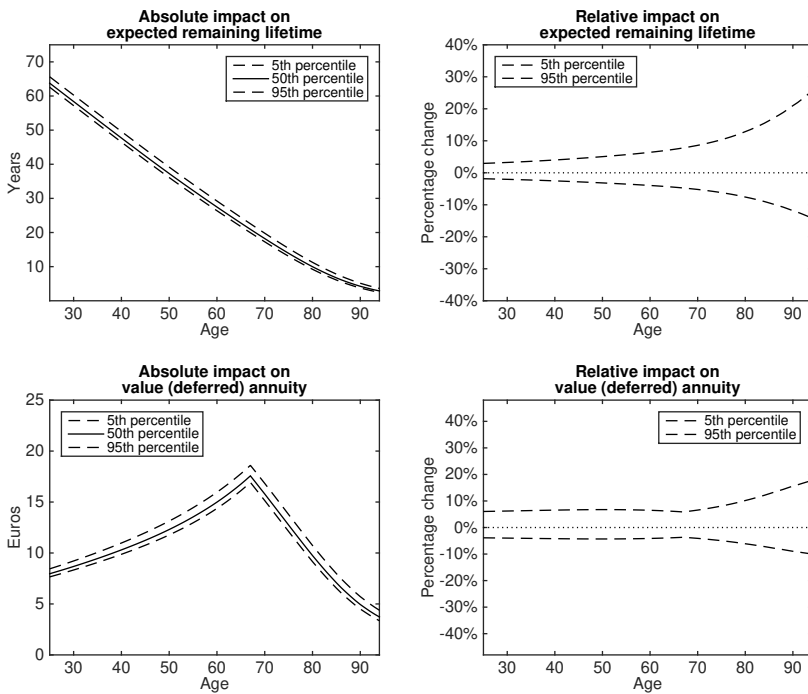 Absolute impact on
expected remaining lifetime
70
60
50
40
30
20
10
Years
5th percentile
50th percentile
95th percentile
30 40 50 60 70 80 90
Age
Relative impact on
expected remaining lifetime
40%
30%
20%
10%
0%
-10%
-20%
-30%
-40%
Percentage change
5th percentile
95th percentile
30 40 50 60 70 80 90
Age
Absolute impact on
value (deferred) annuity
25
20
15
10
5
0
Euros
5th percentile
50th percentile
95th percentile
30 40 50 60 70 80 90
Age
Relative impact on
value (deferred) annuity
40%
30%
20%
10%
0%
-10%
-20%
-30%
-40%
Percentage change
5th percentile
95th percentile
30 40 50 60 70 80 90
Age